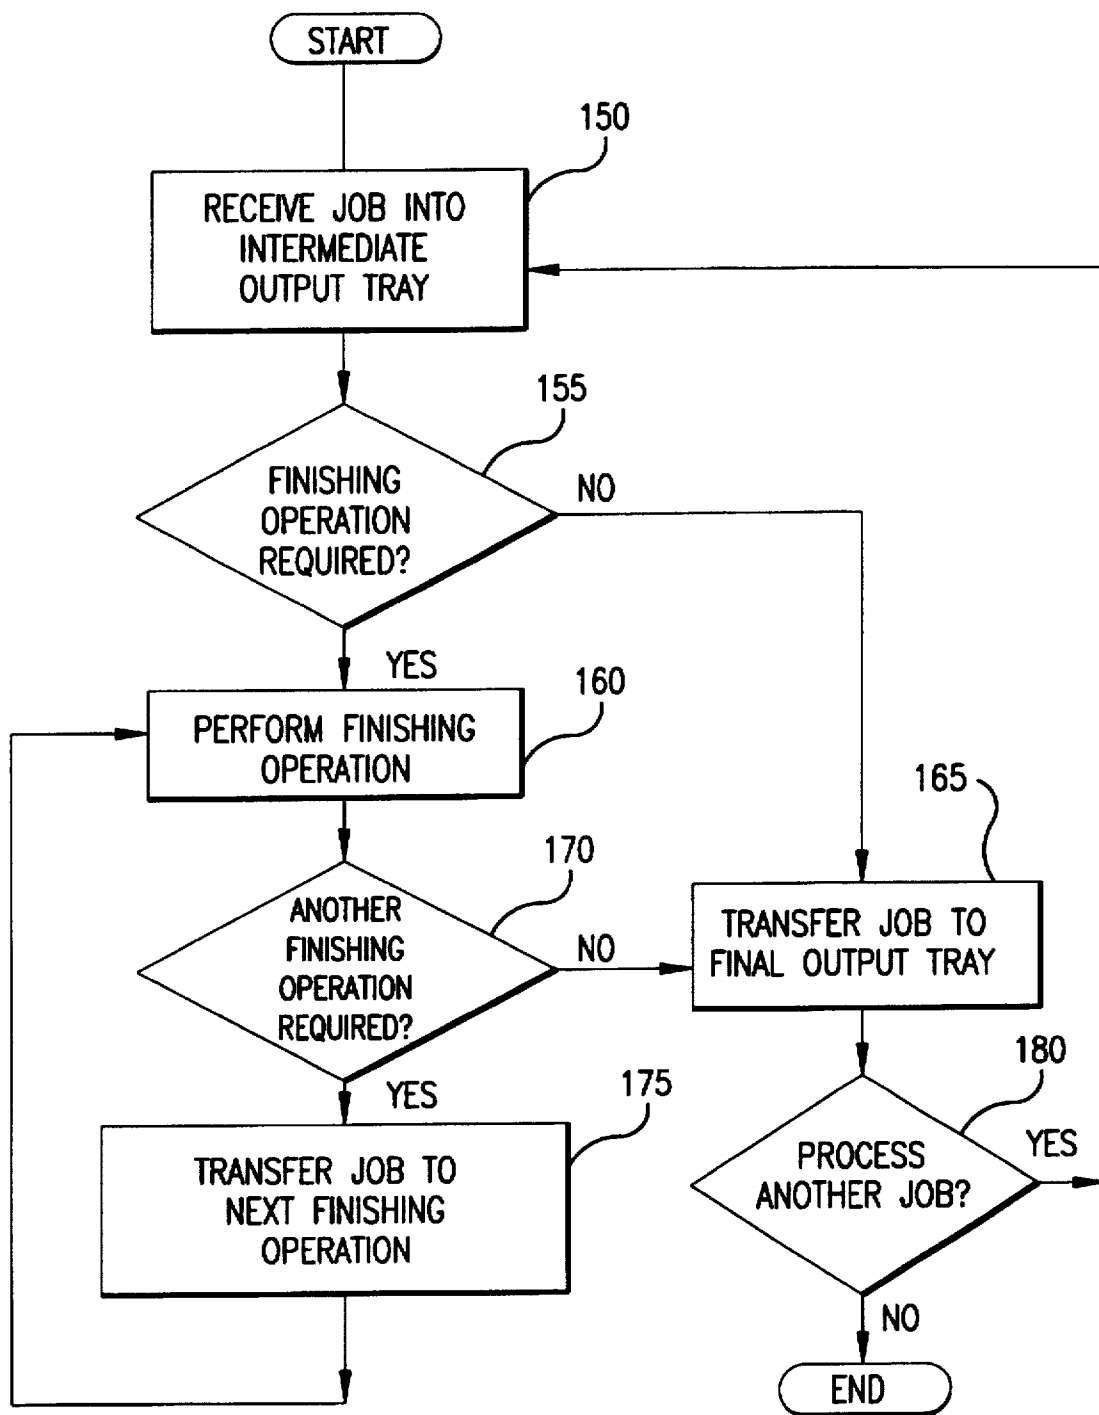 START
150
RECEIVE JOB INTO
INTERMEDIATE
OUTPUT TRAY
155
FINISHING
OPERATION
REQUIRED?
NO
YES
160
PERFORM FINISHING
OPERATION
165
170
ANOTHER
FINISHING
OPERATION
REQUIRED?
NO
TRANSFER JOB TO
FINAL OUTPUT TRAY
YES
175
TRANSFER JOB TO
NEXT FINISHING
OPERATION
180
PROCESS
ANOTHER JOB?
YES
NO
END